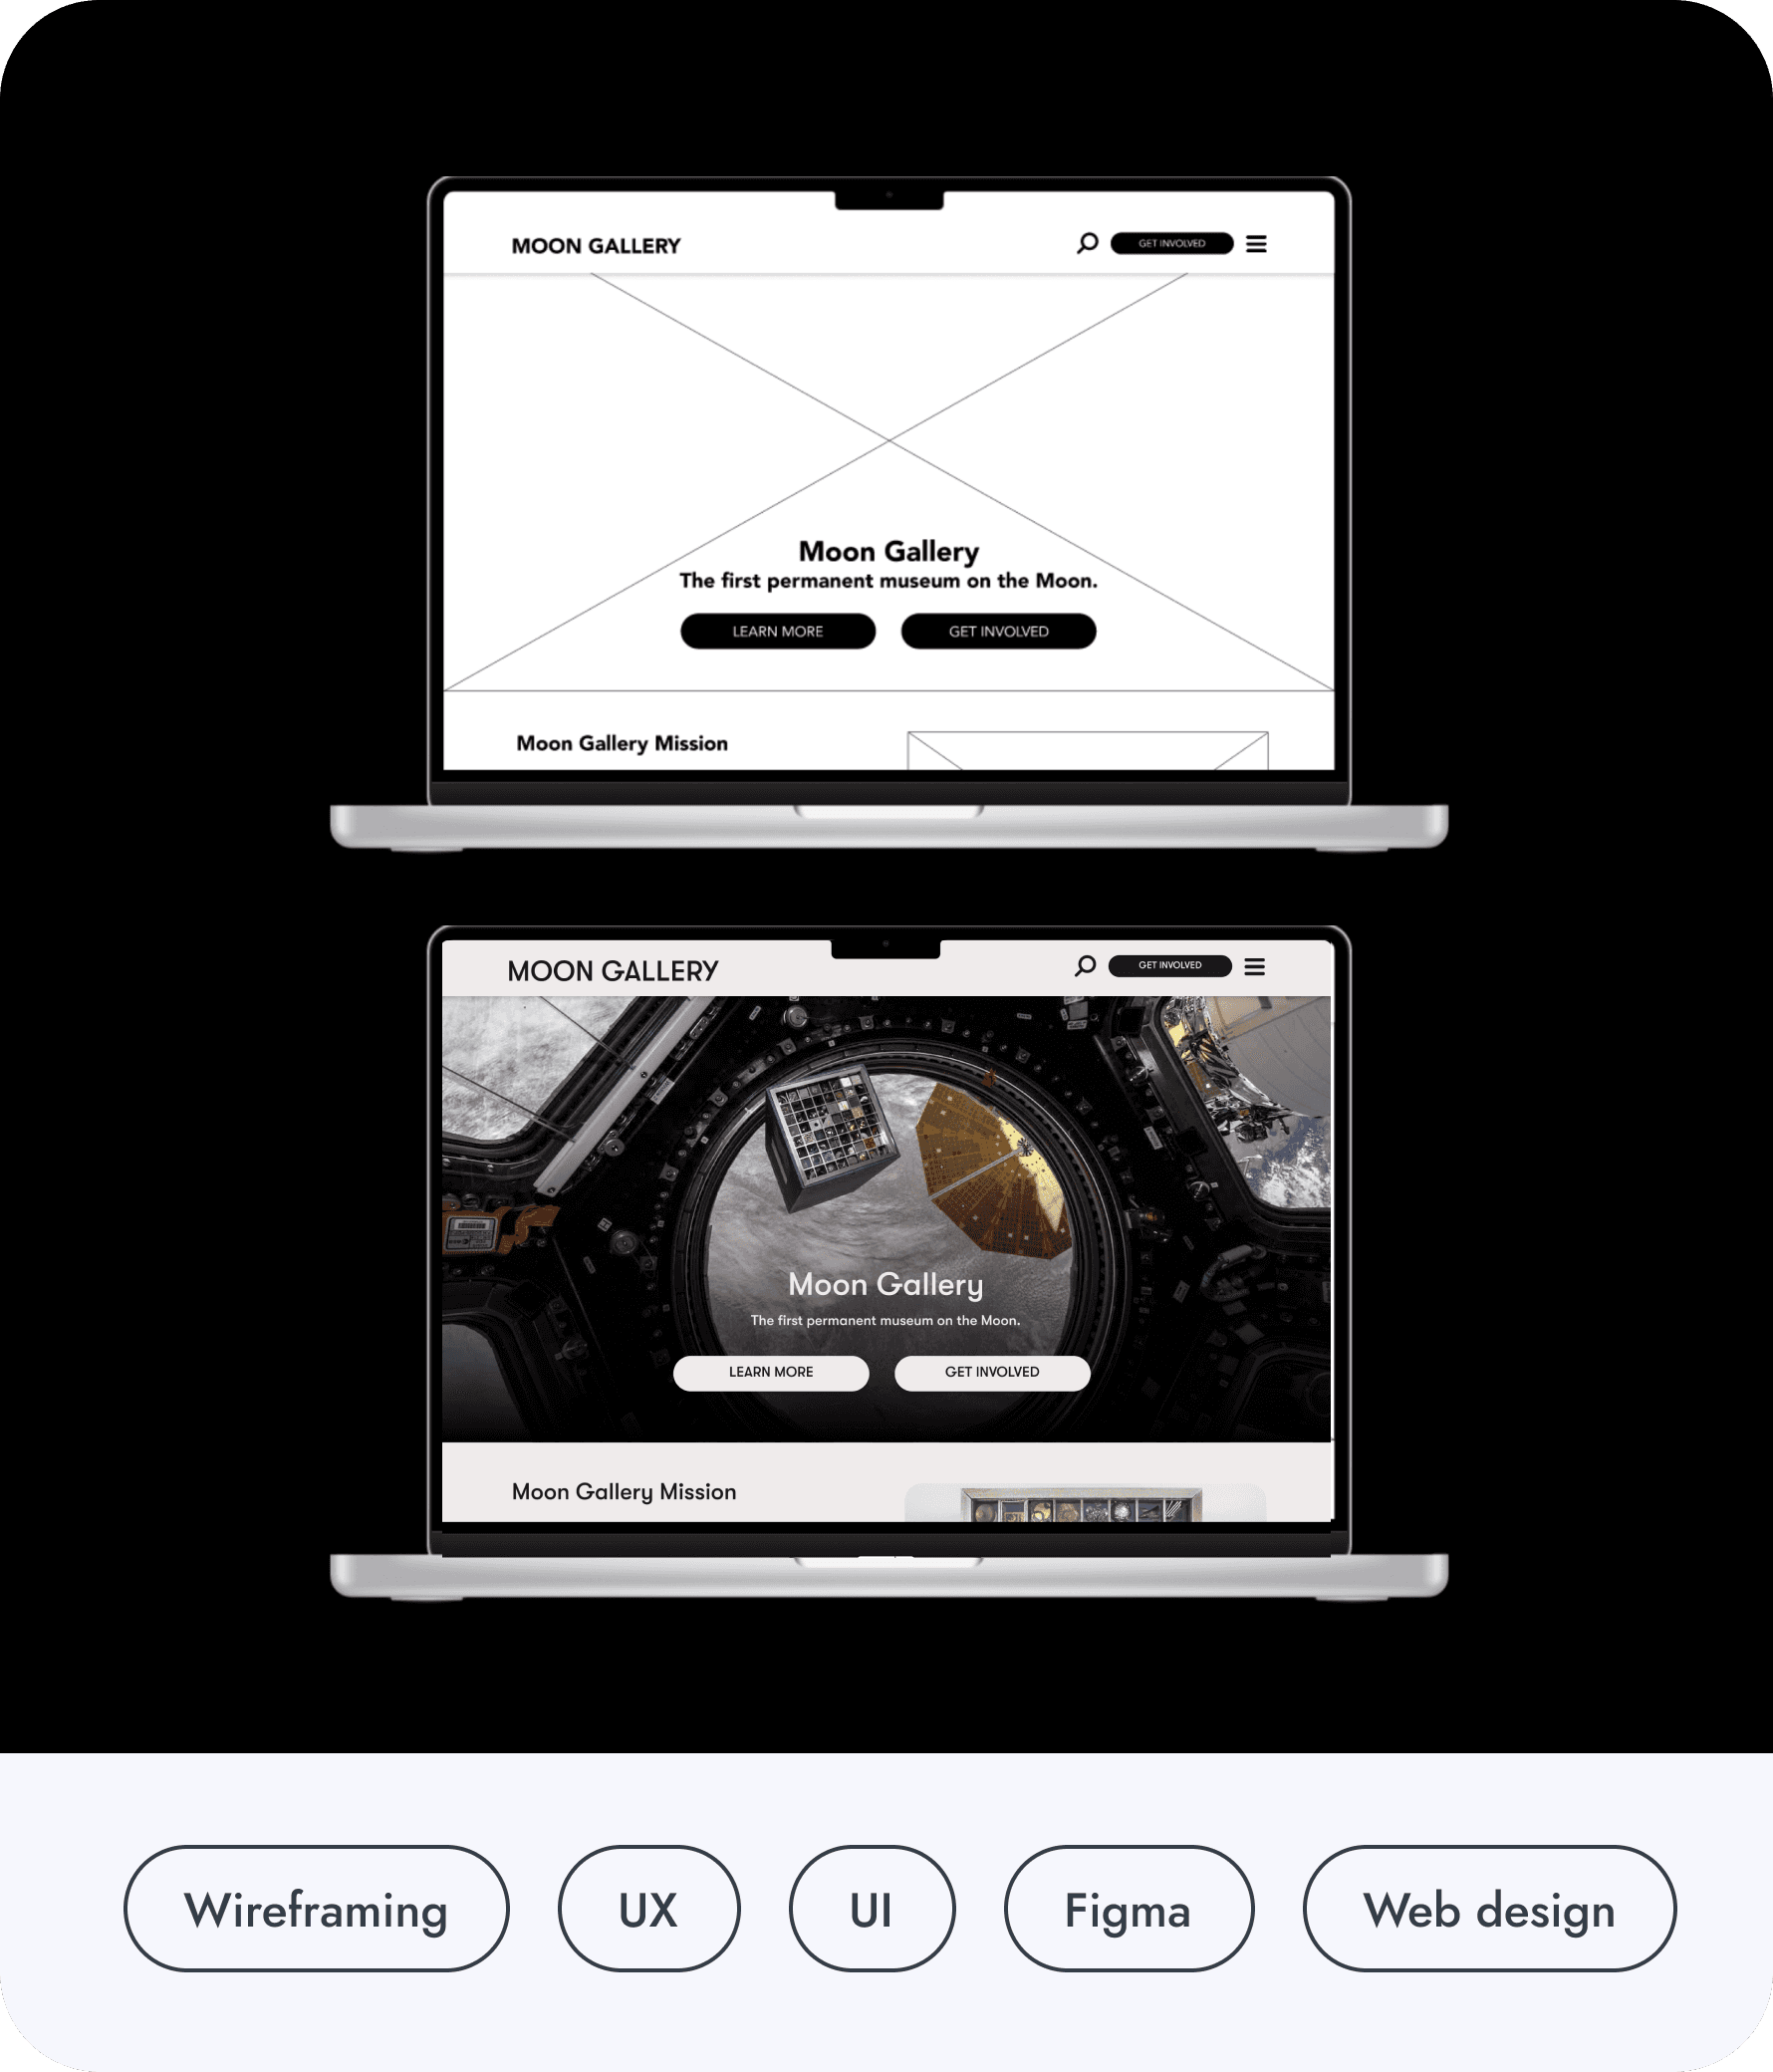 MOON GALLERY
GET INVOLVED
Moon Gallery
The first permanent museum on the Moon.
LEARN MORE
GET INVOLVED
Moon Gallery Mission
MOON GALLERY
GET INVOLVED
Moon Gallery
The first permanent museum on the Moon.
LEARN MORE
GET INVOLVED
Moon Gallery Mission
Wireframing
UX
UI
Figma
Web design